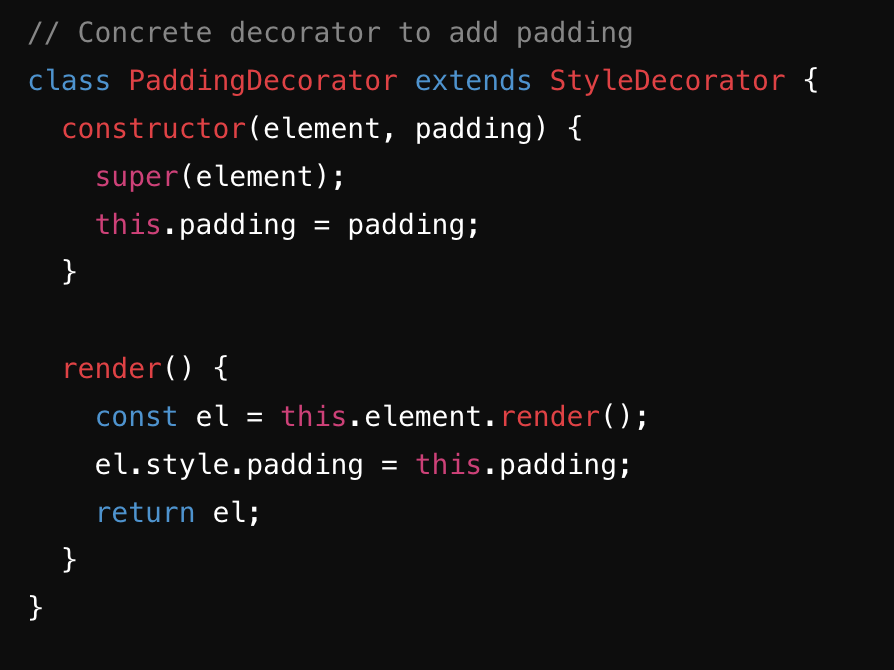 // Concrete decorator to add padding
class PaddingDecorator extends StyleDecorator {
  constructor(element, padding) {
    super(element);
    this.padding = padding;
  }

  render() {
    const el = this.element.render();
    el.style.padding = this.padding;
    return el;
  }
}